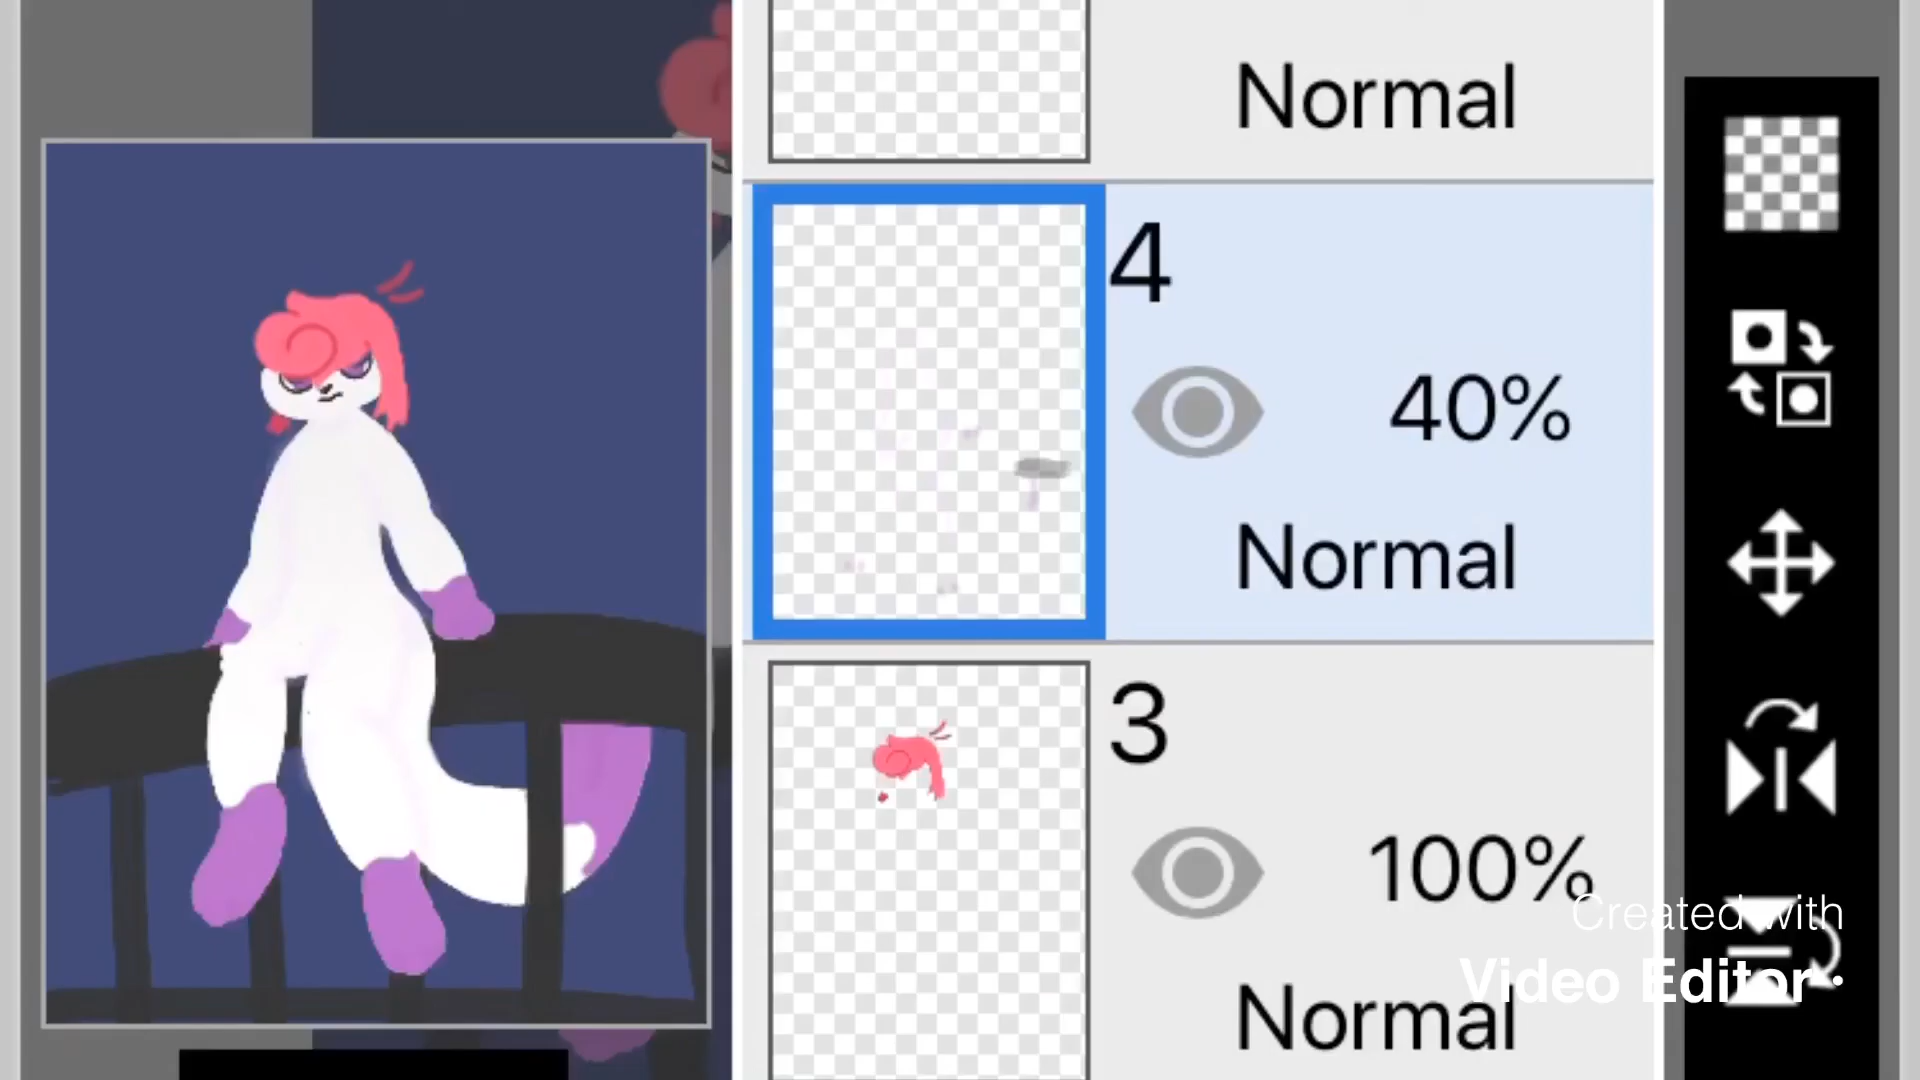 Normal
4
40%
Normal
3
100%
Normal
Created with
Video Editor